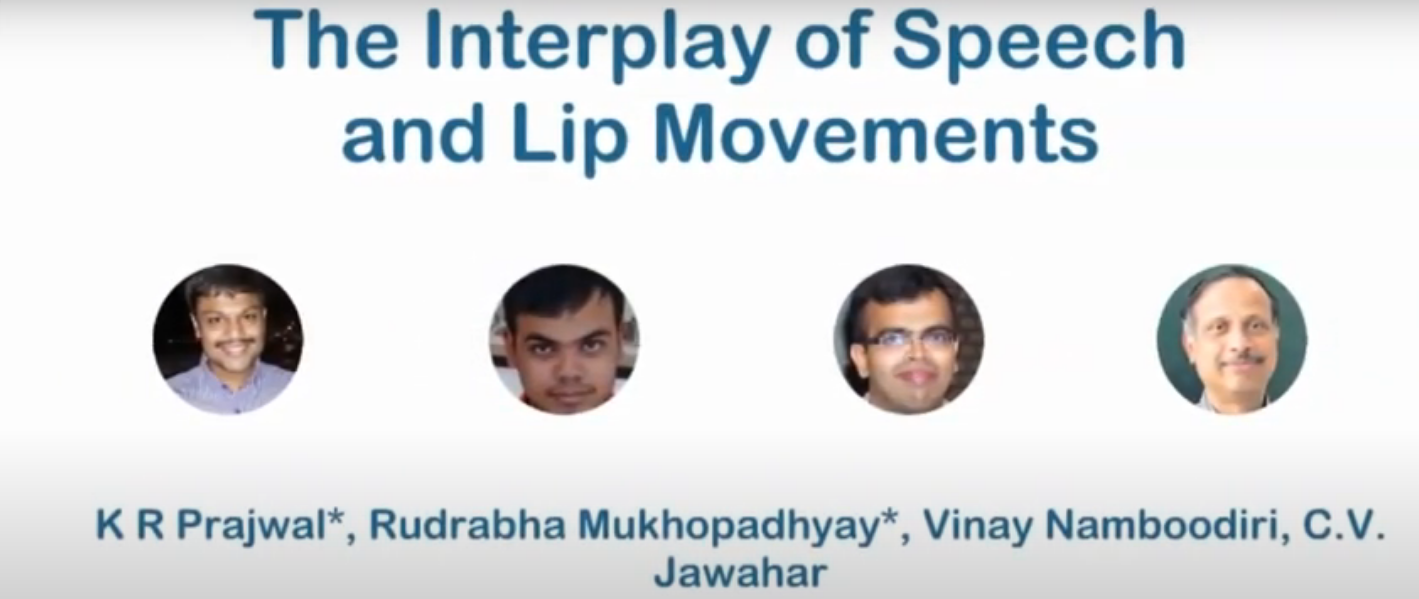 The Interplay of Speech
and Lip Movements
K R Prajwal*, Rudrabha Mukhopadhyay*, Vinay Namboodiri, C.V.
Jawahar